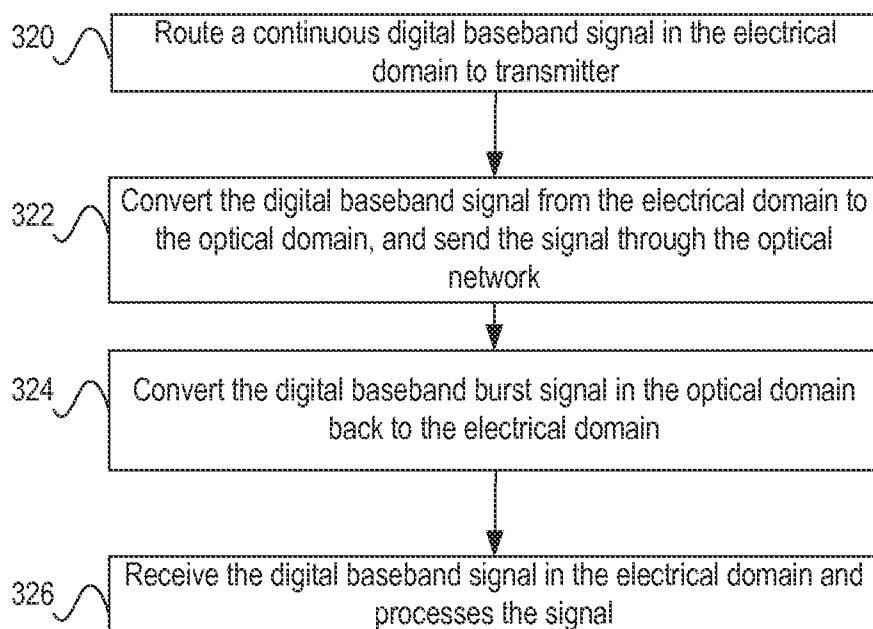 320
Route a continuous digital baseband signal in the electrical
domain to transmitter
322
Convert the digital baseband signal from the electrical domain to
the optical domain, and send the signal through the optical
network
324
Convert the digital baseband burst signal in the optical domain
back to the electrical domain
326
Receive the digital baseband signal in the electrical domain and
processes the signal